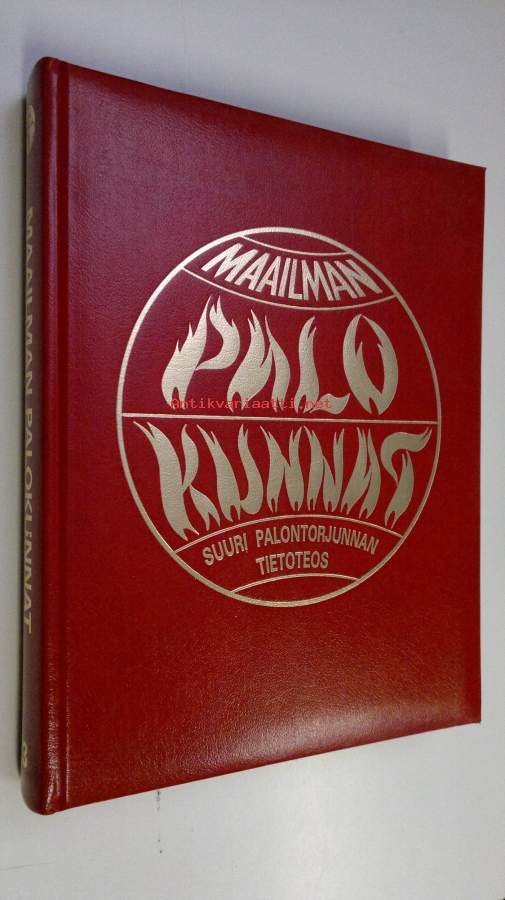 MAAILMAN
PALO
Antikvariaatti.net
KUNNAT
SUURI PALONTORJUNNAN
TIETOTEOS
MAAILMAN PALOKUNNAT